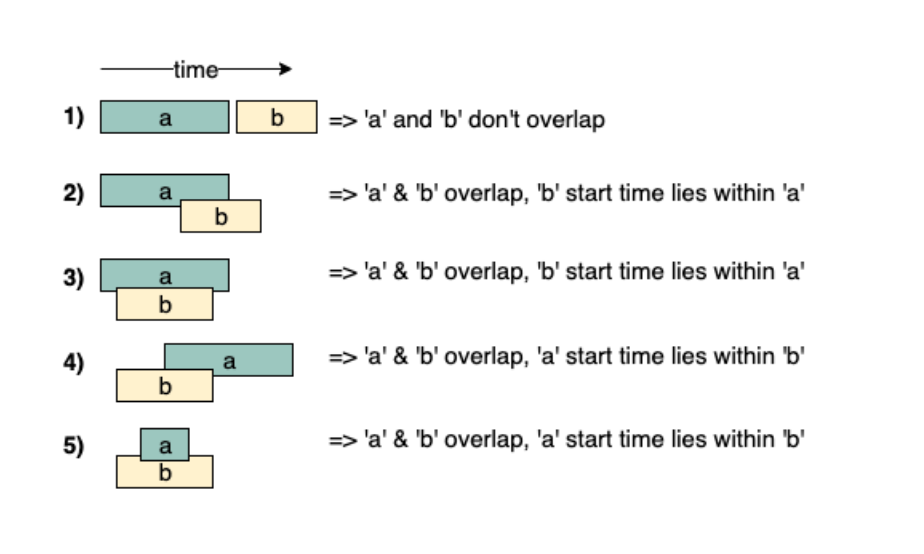 time
1) a b => 'a' and 'b' don't overlap
2) a b => 'a' & 'b' overlap, 'b' start time lies within 'a'
3) a b => 'a' & 'b' overlap, 'b' start time lies within 'a'
4) a b => 'a' & 'b' overlap, 'a' start time lies within 'b'
5) a b => 'a' & 'b' overlap, 'a' start time lies within 'b'